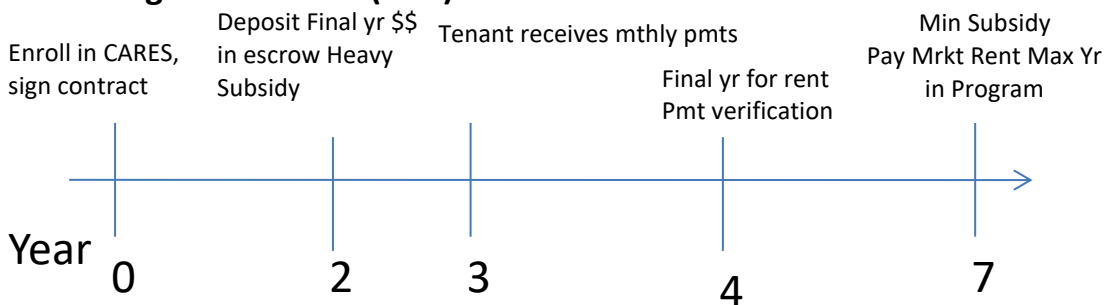 Enroll in CARES,
sign contract
Deposit Final yr $$
in escrow Heavy
Subsidy
Tenant receives mthly pmts
Final yr for rent
Pmt verification
Min Subsidy
Pay Mrkt Rent Max Yr
in Program
Year
0
2
3
4
7